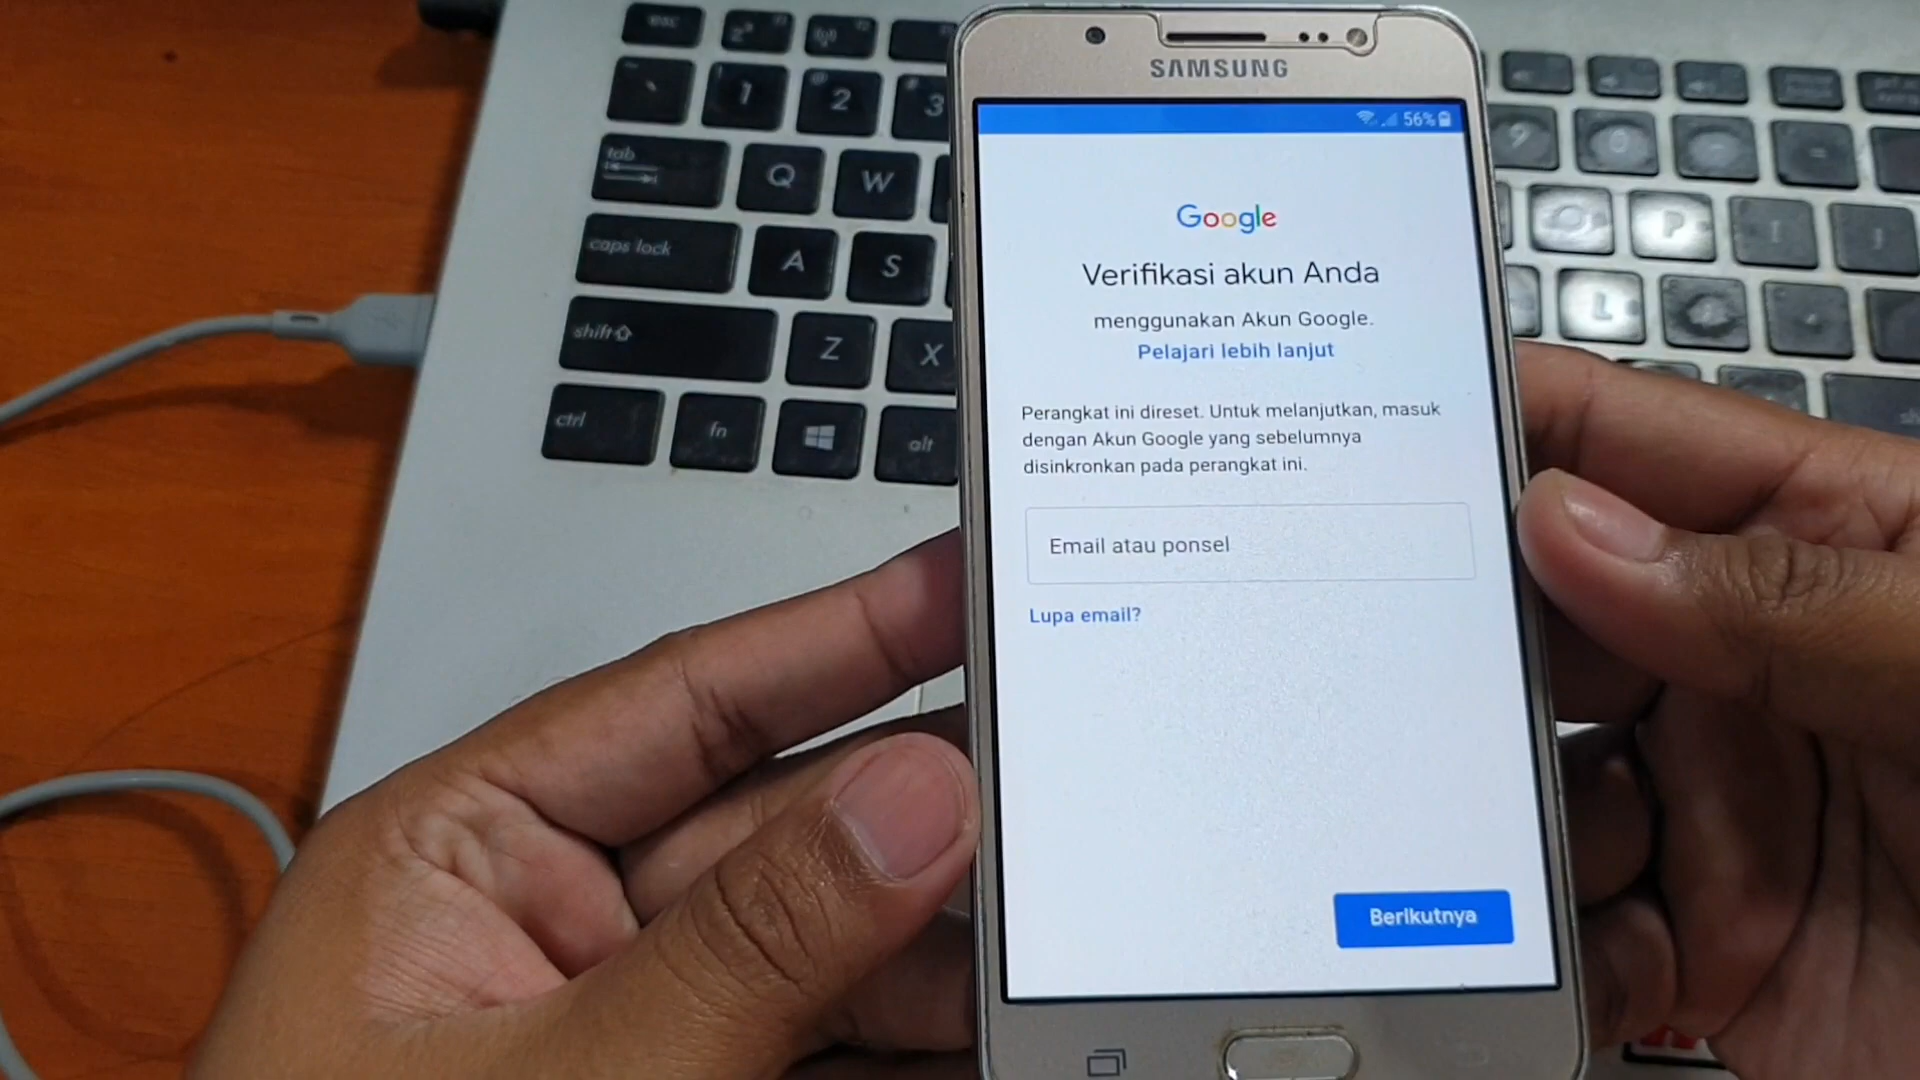 SAMSUNG
56%
Google
Verifikasi akun Anda
menggunakan Akun Google.
Pelajari lebih lanjut
Perangkat ini direset. Untuk melanjutkan, masuk
dengan Akun Google yang sebelumnya
disinkronkan pada perangkat ini.
Email atau ponsel
Lupa email?
Berikutnya
esc
1
2
3
9
0
tab
Q
W
P
caps lock
A
S
L
shift
Z
X
ctrl
fn
alt